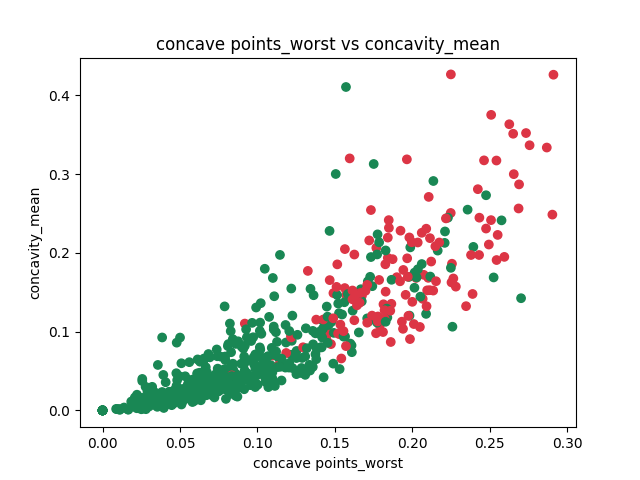 concave points_worst vs concavity_mean
0.4
0.3
0.2
0.1
0.0
concavity_mean
0.00 0.05 0.10 0.15 0.20 0.25 0.30
concave points_worst